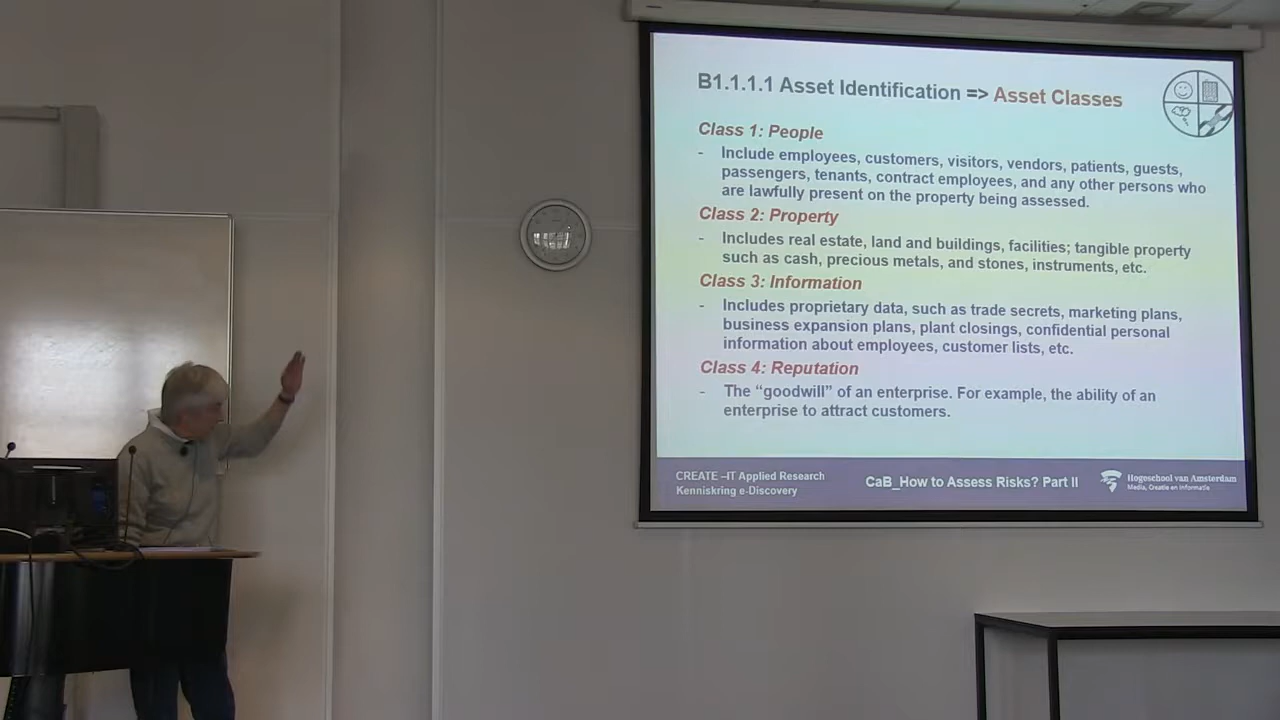 B1.1.1.1 Asset Identification => Asset Classes
Class 1: People
- Include employees, customers, visitors, vendors, patients, guests,
passengers, tenants, contract employees, and any other persons who
are lawfully present on the property being assessed.
Class 2: Property
- Includes real estate, land and buildings, facilities; tangible property
such as cash, precious metals, and stones, instruments, etc.
Class 3: Information
- Includes proprietary data, such as trade secrets, marketing plans,
business expansion plans, plant closings, confidential personal
information about employees, customer lists, etc.
Class 4: Reputation
- The “goodwill” of an enterprise. For example, the ability of an
enterprise to attract customers.
CREATE –IT Applied Research
Kenniskring e-Discovery
CaB_How to Assess Risks? Part II
Hogeschool van Amsterdam
Media, Creatie en Informatie